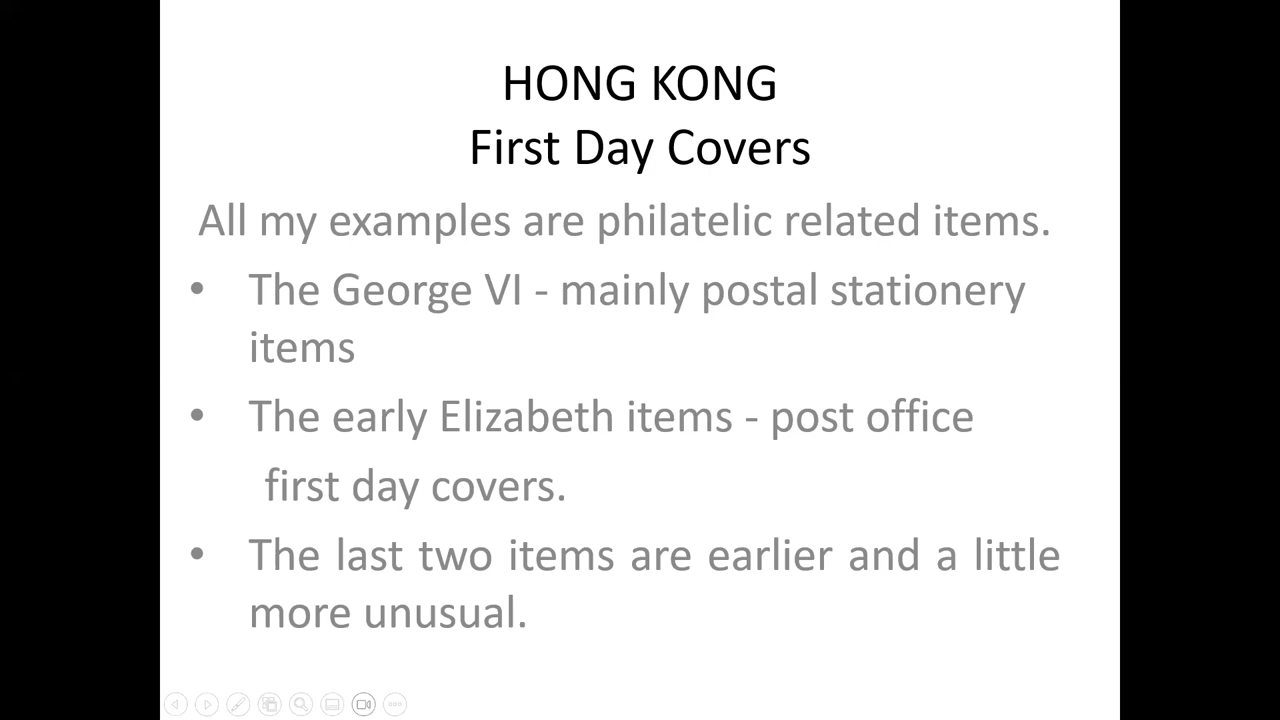 HONG KONG
First Day Covers
All my examples are philatelic related items.
• The George VI - mainly postal stationery
items
• The early Elizabeth items - post office
first day covers.
• The last two items are earlier and a little
more unusual.